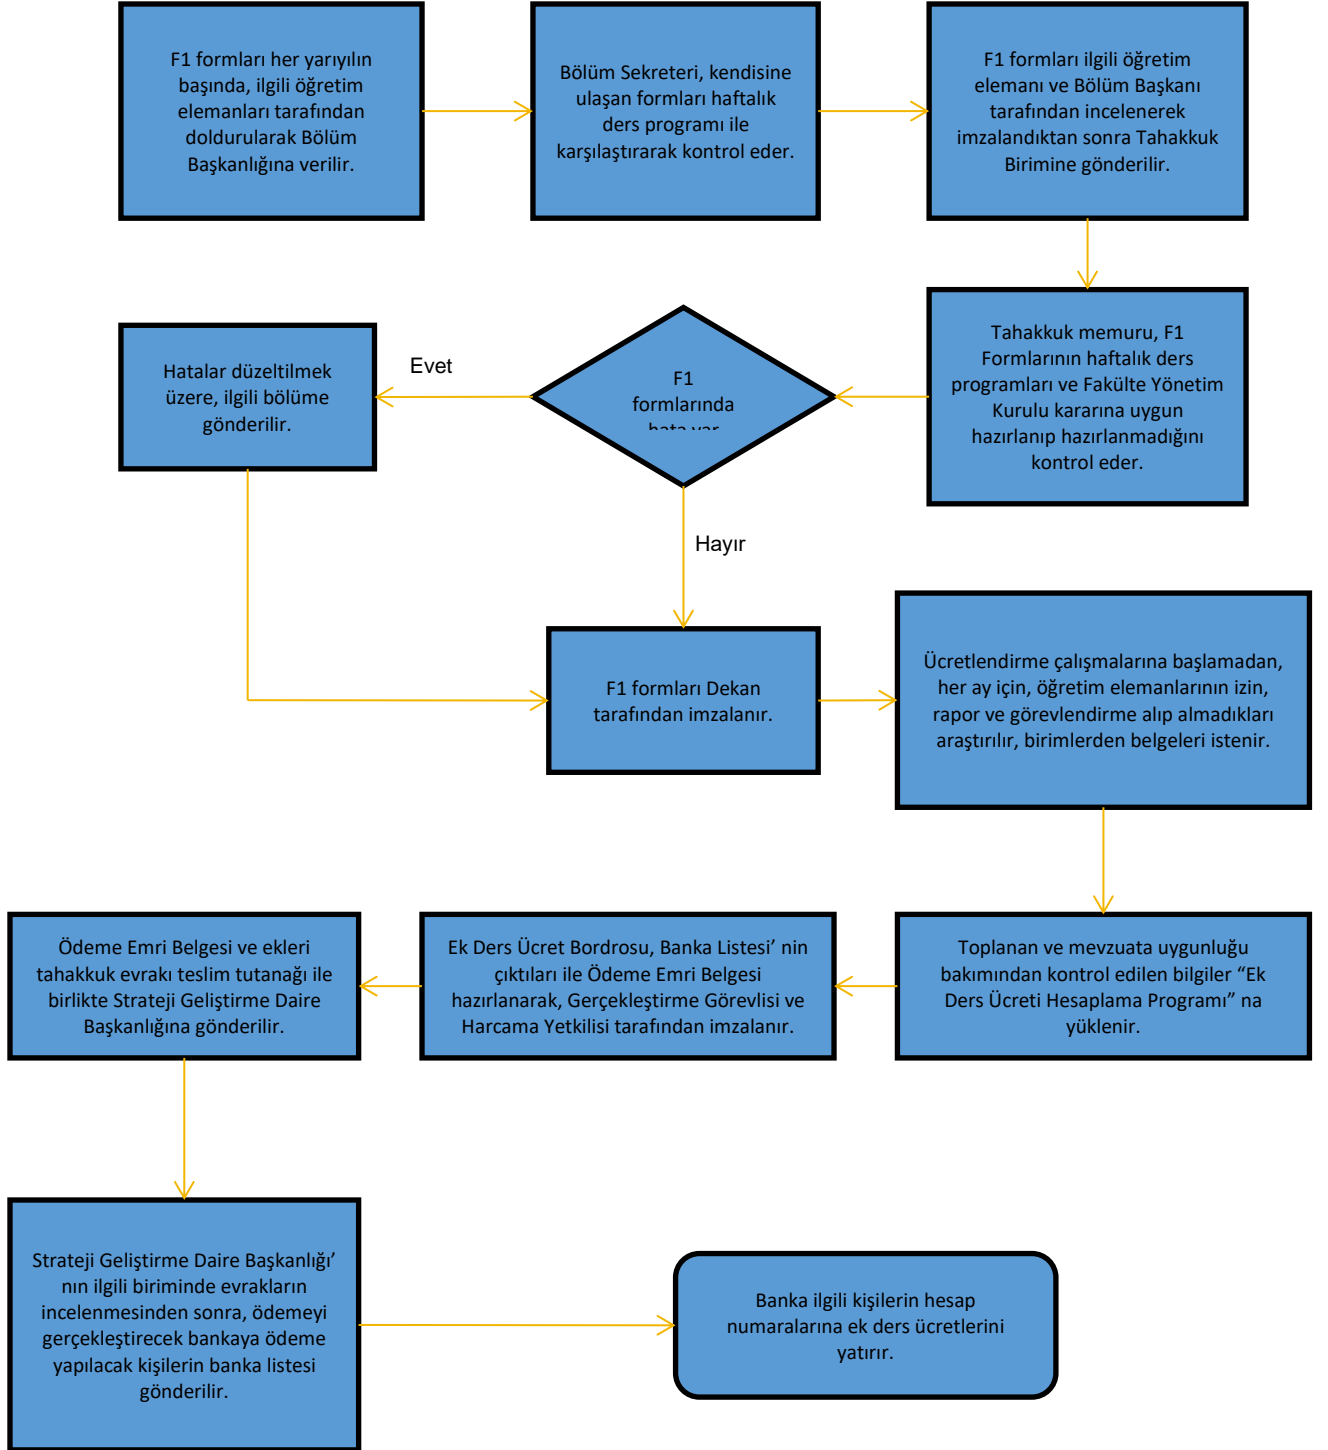 F1 formları her yarıyılın
başında, ilgili öğretim
elemanları tarafından
doldurularak Bölüm
Başkanlığına verilir.
Bölüm Sekreteri, kendisine
ulaşan formları haftalık
ders programı ile
karşılaştırarak kontrol eder.
F1 formları ilgili öğretim
elemanı ve Bölüm Başkanı
tarafından incelenerek
imzalandıktan sonra Tahakkuk
Birimine gönderilir.
Tahakkuk memuru, F1
Formlarının haftalık ders
programları ve Fakülte Yönetim
Kurulu kararına uygun
hazırlanıp hazırlanmadığını
kontrol eder.
F1
formlarında
hata var
Evet
Hatalar düzeltilmek
üzere, ilgili bölüme
gönderilir.
Hayır
F1 formları Dekan
tarafından imzalanır.
Ücretlendirme çalışmalarına başlamadan,
her ay için, öğretim elemanlarının izin,
rapor ve görevlendirme alıp almadıkları
araştırılır, birimlerden belgeleri istenir.
Toplanan ve mevzuata uygunluğu
bakımından kontrol edilen bilgiler “Ek
Ders Ücreti Hesaplama Programı” na
yüklenir.
Ek Ders Ücret Bordrosu, Banka Listesi’ nin
çıktıları ile Ödeme Emri Belgesi
hazırlanarak, Gerçekleştirme Görevlisi ve
Harcama Yetkilisi tarafından imzalanır.
Ödeme Emri Belgesi ve ekleri
tahakkuk evrakı teslim tutanağı ile
birlikte Strateji Geliştirme Daire
Başkanlığına gönderilir.
Strateji Geliştirme Daire Başkanlığı’
nın ilgili biriminde evrakların
incelenmesinden sonra, ödemeyi
gerçekleştirecek bankaya ödeme
yapılacak kişilerin banka listesi
gönderilir.
Banka ilgili kişilerin hesap
numaralarına ek ders ücretlerini
yatırır.